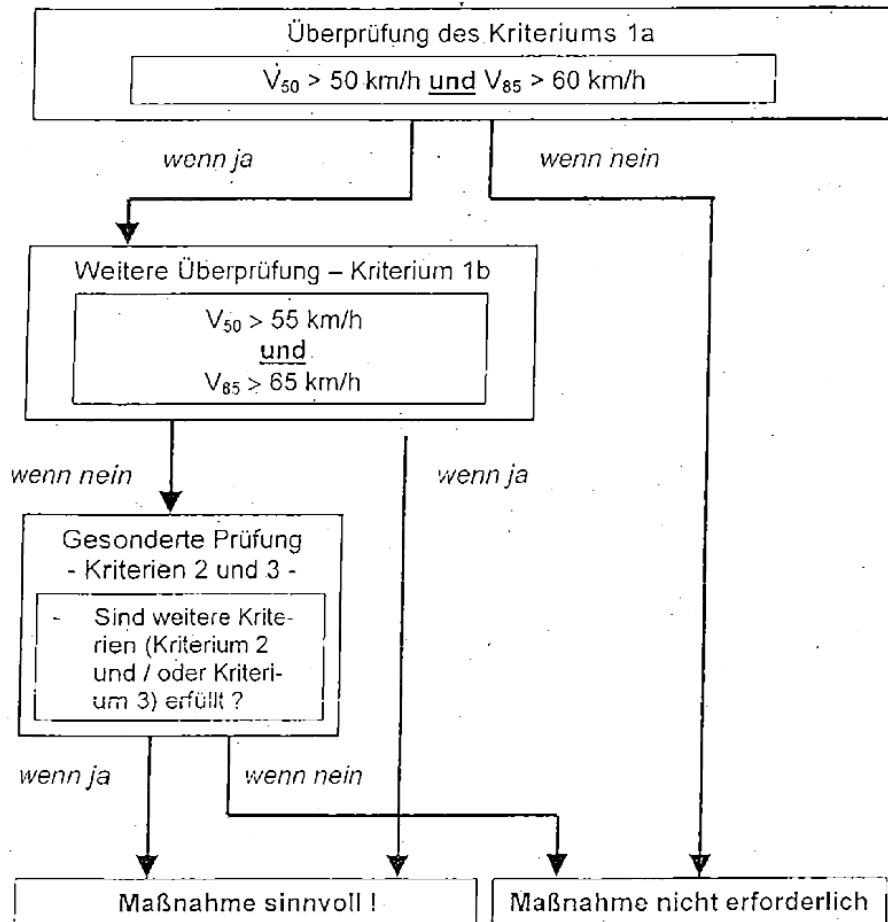 Überprüfung des Kriteriums 1a
V50 > 50 km/h und V85 > 60 km/h
wenn ja
wenn nein
Weitere Überprüfung – Kriterium 1b
V50 > 55 km/h
und
V85 > 65 km/h
wenn nein
wenn ja
Gesonderte Prüfung
- Kriterien 2 und 3 -
- Sind weitere Krite-
rien (Kriterium 2
und / oder Kriteri-
um 3) erfüllt ?
wenn ja
wenn nein
Maßnahme sinnvoll !
Maßnahme nicht erforderlich